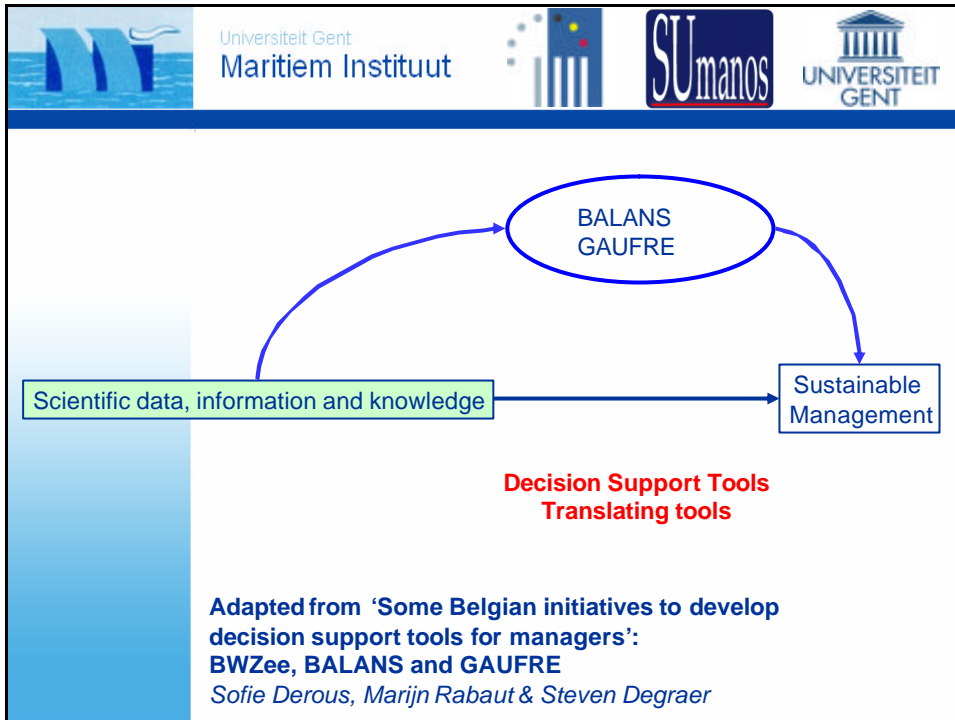 Universiteit Gent
Maritiem Instituut
SUmanos
UNIVERSITEIT
GENT
BALANS
GAUFRE
Scientific data, information and knowledge
Sustainable
Management
Decision Support Tools
Translating tools
Adapted from ‘Some Belgian initiatives to develop
decision support tools for managers’:
BWZee, BALANS and GAUFRE
Sofie Derous, Marijn Rabaut & Steven Degraer